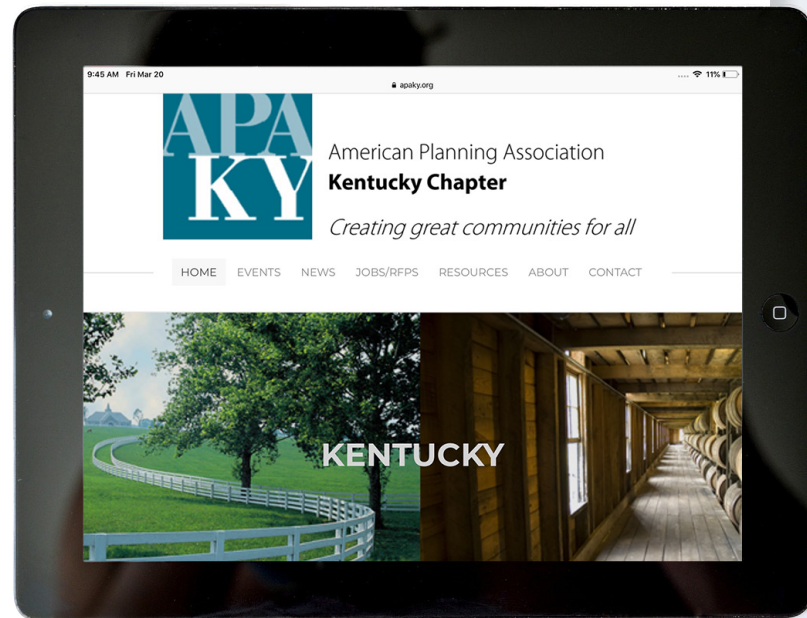 9:45 AM Fri Mar 20
.... 11%
apaky.org
APA
KY
American Planning Association
Kentucky Chapter
Creating great communities for all
HOME EVENTS NEWS JOBS/RFPS RESOURCES ABOUT CONTACT
KENTUCKY